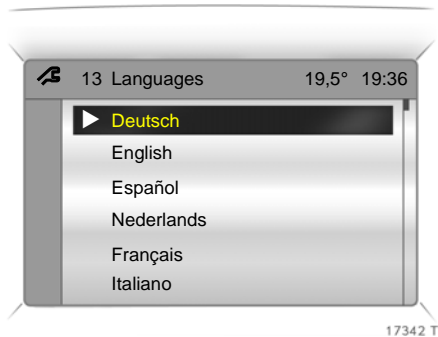 13 Languages 19,5° 19:36
Deutsch
English
Español
Nederlands
Français
Italiano
17342 T